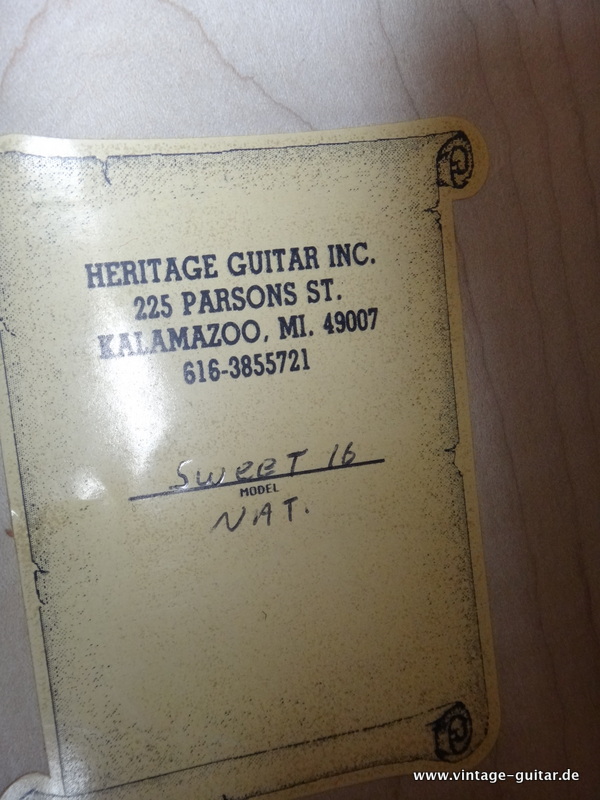 HERITAGE GUITAR INC.
225 PARSONS ST.
KALAMAZOO, MI. 49007
616-3855721
SWEET 16
MODEL
NAT.
www.vintage-guitar.de